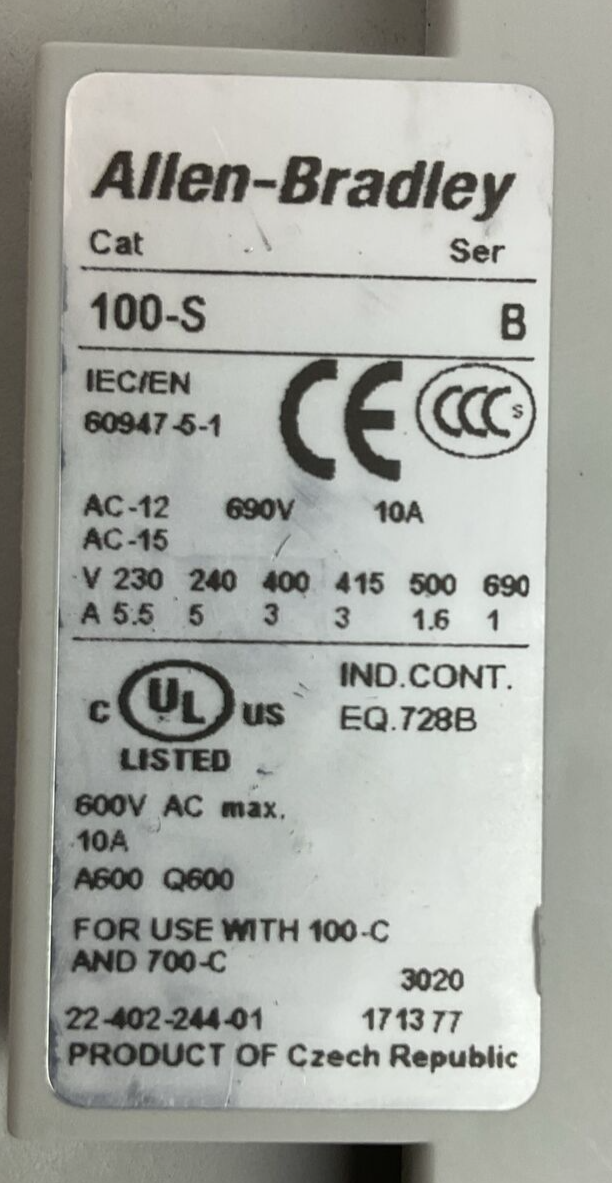 Allen-Bradley
Cat Ser
100-S B
IEC/EN
60947-5-1
CE CCC S
AC-12 690V 10A
AC-15
V 230 240 400 415 500 690
A 5.5 5 3 3 1.6 1
C UL US IND.CONT.
LISTED EQ.728B
600V AC max.
10A
A600 Q600
FOR USE WITH 100-C
AND 700-C
3020
22-402-244-01 171377
PRODUCT OF Czech Republic